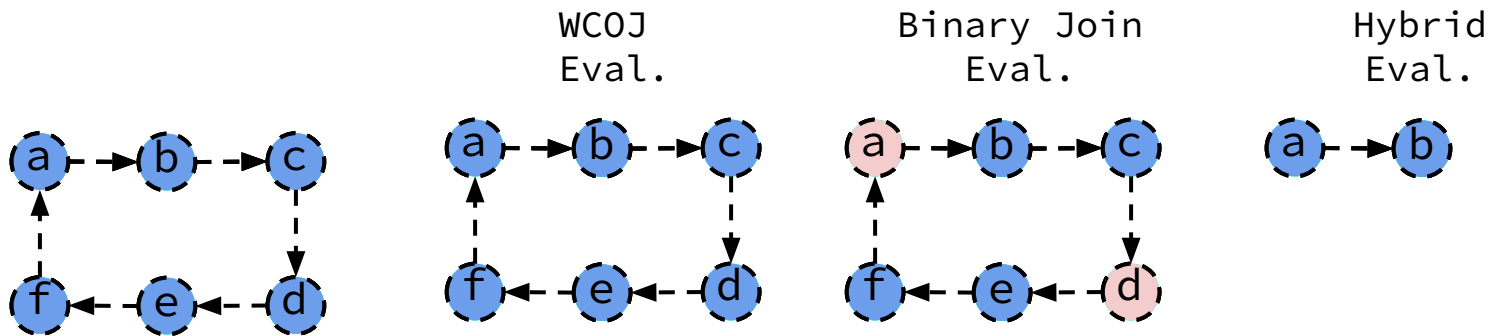 WCOJ
Eval.
Binary Join
Eval.
Hybrid
Eval.
a b c
f e d
a b c
f e d
a b c
f e d
a b